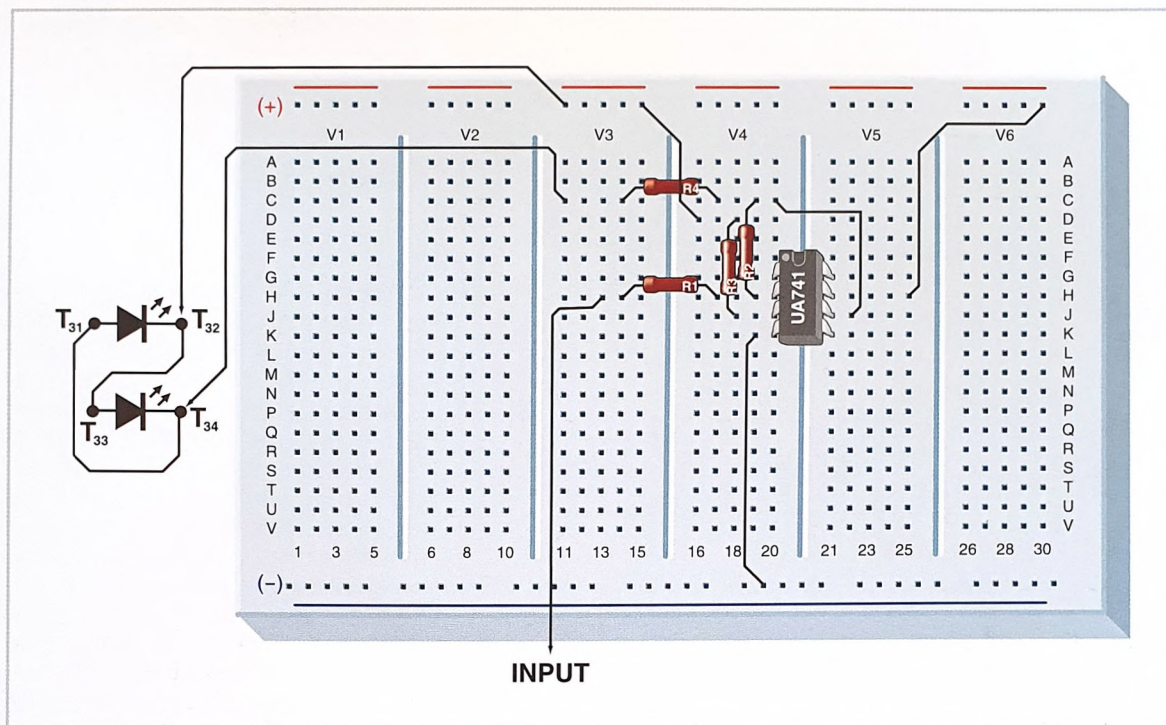 (+)
V1 V2 V3 V4 V5 V6
A A
B R4 B
C C
D D
E E
F F
G R3 R2 UA741 G
H R1 H
J J
T31 T32 K K
L L
M M
N N
P P
T33 T34 Q Q
R R
S S
T T
U U
V V
1 3 5 6 8 10 11 13 15 16 18 20 21 23 25 26 28 30
(−)
INPUT